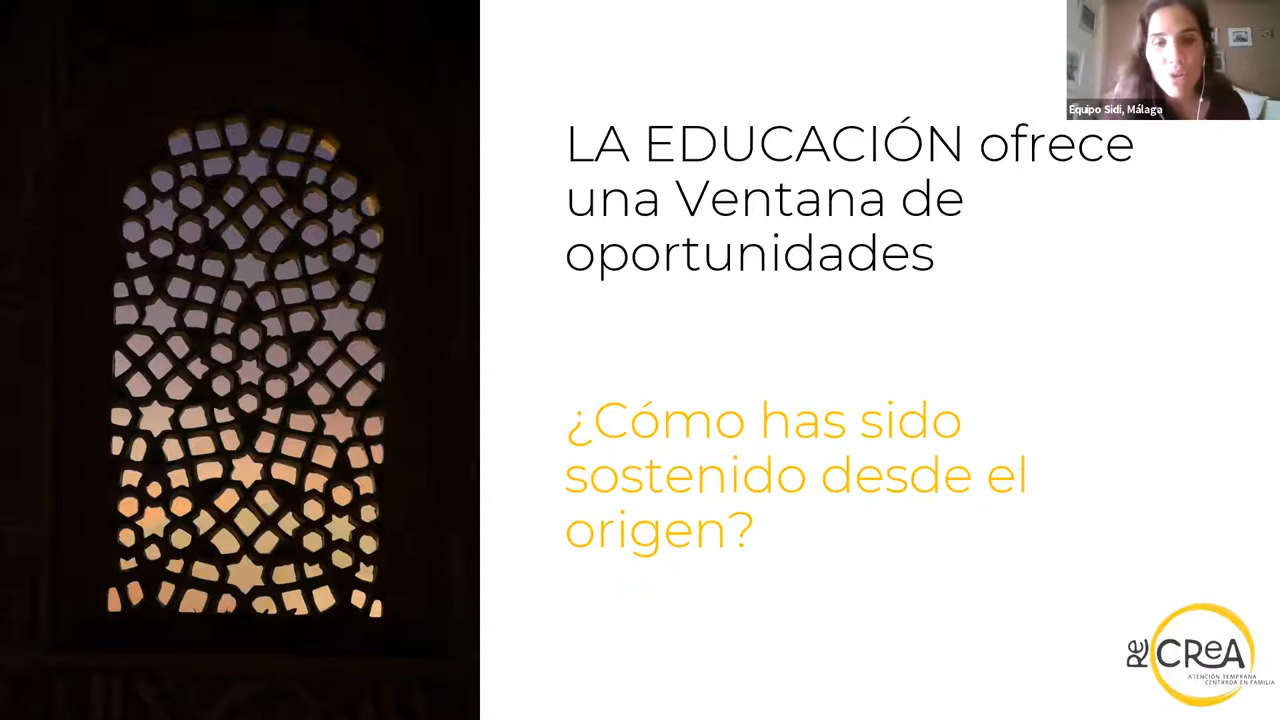 Equipo Sidi, Málaga
LA EDUCACIÓN ofrece
una Ventana de
oportunidades
¿Cómo has sido
sostenido desde el
origen?
Re
CReA
ATENCIÓN TEMPRANA
CENTRADA EN FAMILIA